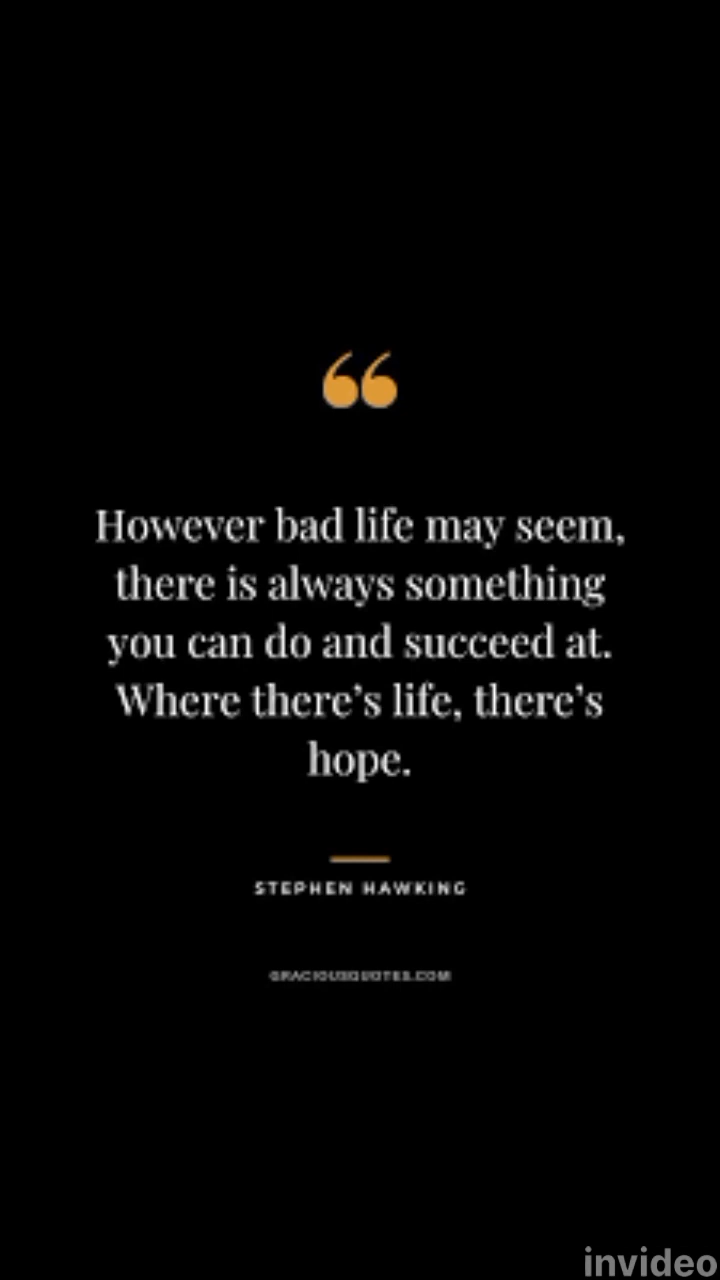 “
However bad life may seem,
there is always something
you can do and succeed at.
Where there’s life, there’s
hope.
STEPHEN HAWKING
GRACIOUSQUOTES.COM
invideo